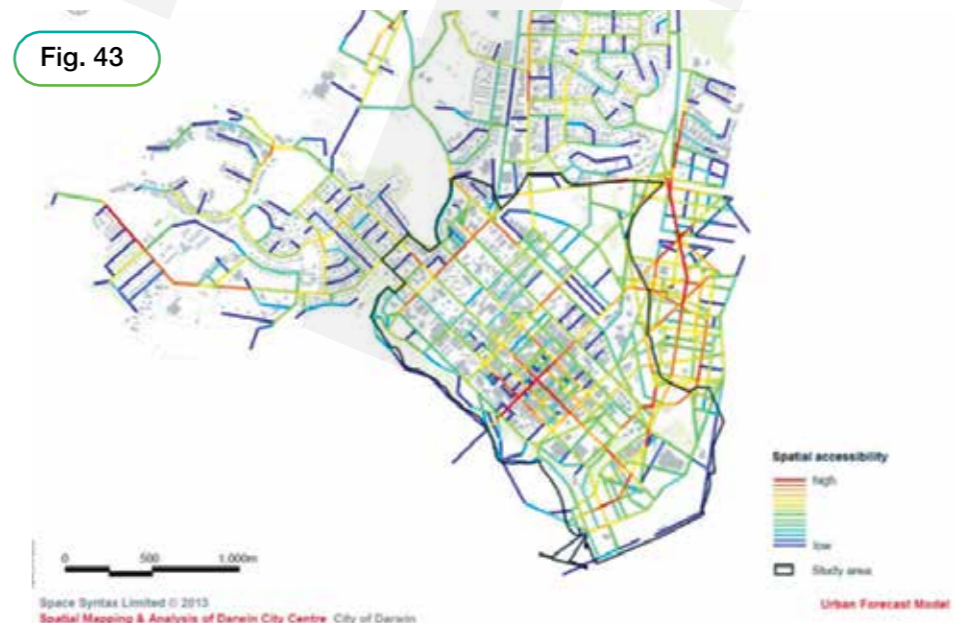 Fig. 43
Spatial accessibility
high
low
Study area
0 500 1,000m
Space Syntax Limited © 2013
Spatial Mapping & Analysis of Darwin City Centre City of Darwin
Urban Forecast Model